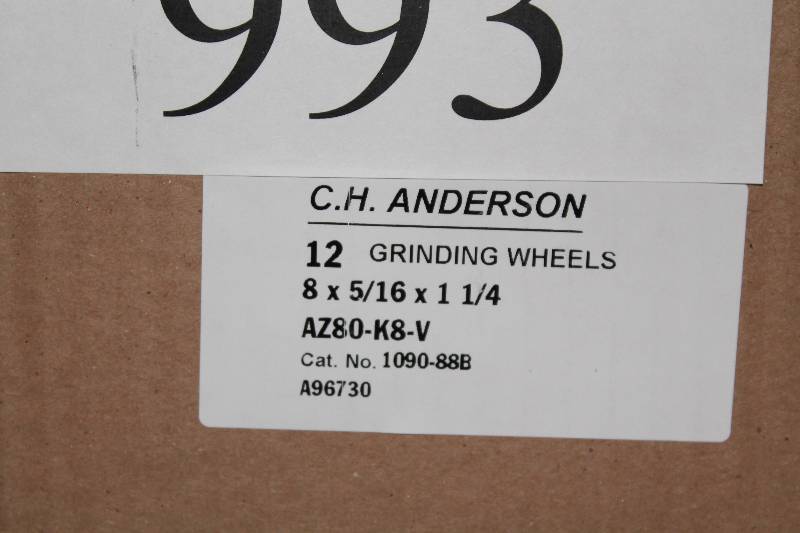 993
C.H. ANDERSON
12 GRINDING WHEELS
8 x 5/16 x 1 1/4
AZ80-K8-V
Cat. No. 1090-88B
A96730